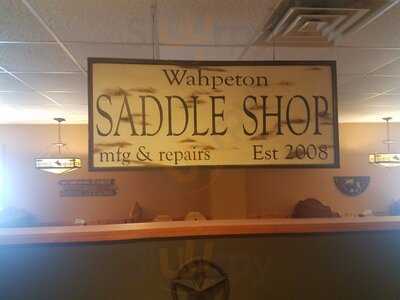 Wahpeton
SADDLE SHOP
mfg & repairs Est 2008